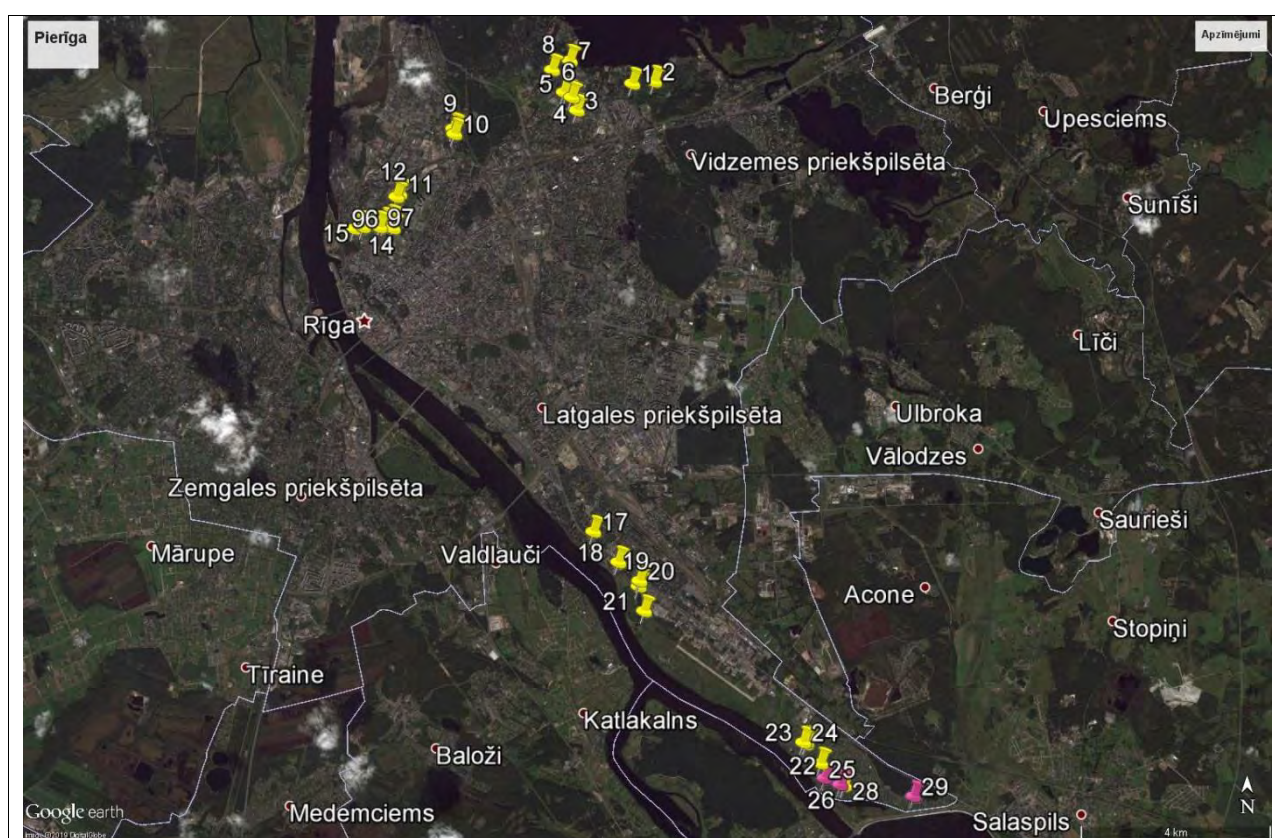 Pierīga
Apzīmējumi
8
7
6
5
1
2
3
4
9
10
Berģi
Upesciems
Vidzemes priekšpilsēta
12
11
Sunīši
96
97
15
14
Rīga
Līči
Latgales priekšpilsēta
Ulbroka
Vālodzes
Zemgales priekšpilsēta
17
Saurieši
Mārupe
Valdlauči
18
19
20
Acone
21
Stopiņi
Tīraine
Katlakalns
23
24
Baloži
22
25
26
28
29
Medemciems
Google earth
Salaspils
N
Image ©2019 DigitalGlobe
4 km